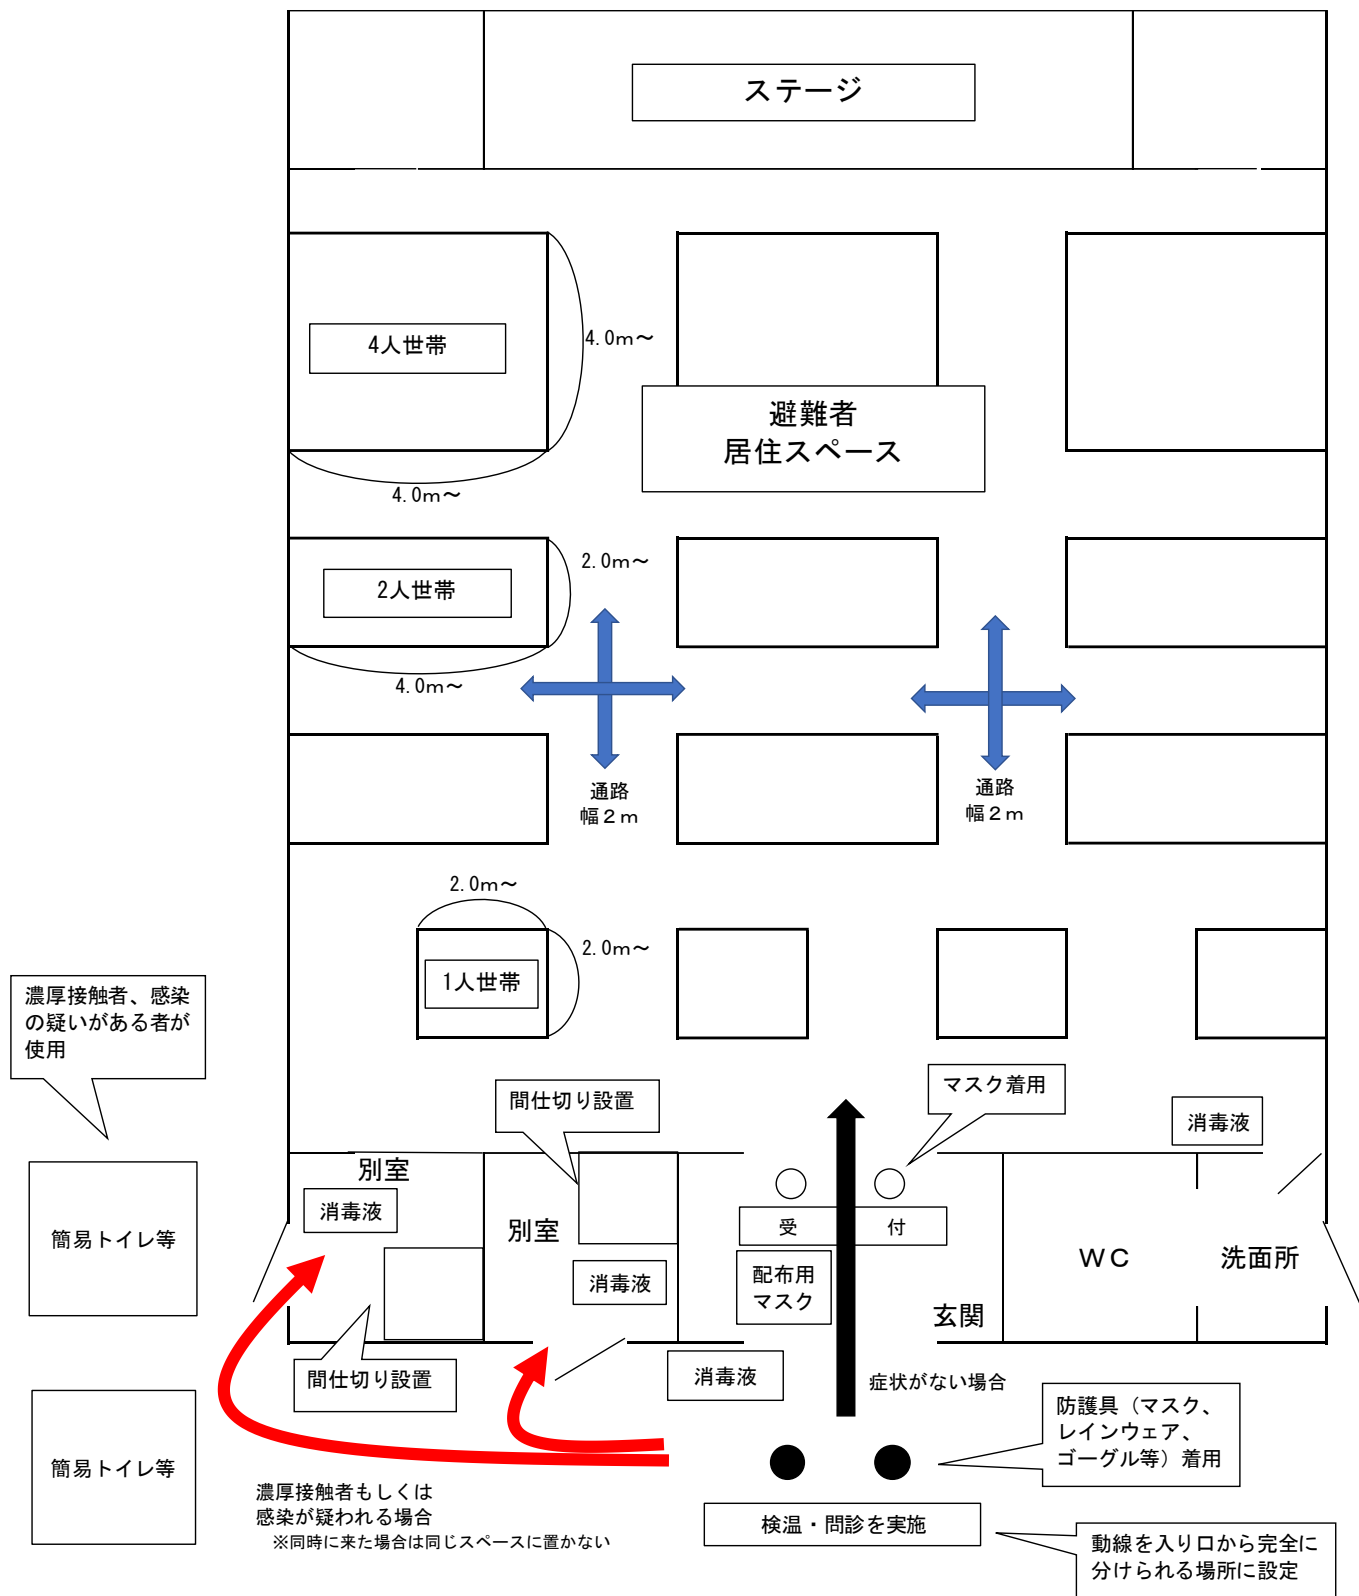 ステージ
4人世帯
4.0m～
避難者
居住スペース
4.0m～
2.0m～
2人世帯
4.0m～
通路
幅２ｍ
通路
幅２ｍ
2.0m～
2.0m～
1人世帯
濃厚接触者、感染
の疑いがある者が
使用
間仕切り設置
マスク着用
消毒液
別室
消毒液
別室
受　付
簡易トイレ等
ＷＣ
洗面所
消毒液
配布用
マスク
玄関
間仕切り設置
消毒液
症状がない場合
防護具（マスク、
レインウェア、
ゴーグル等）着用
簡易トイレ等
濃厚接触者もしくは
感染が疑われる場合
※同時に来た場合は同じスペースに置かない
検温・問診を実施
動線を入り口から完全に
分けられる場所に設定